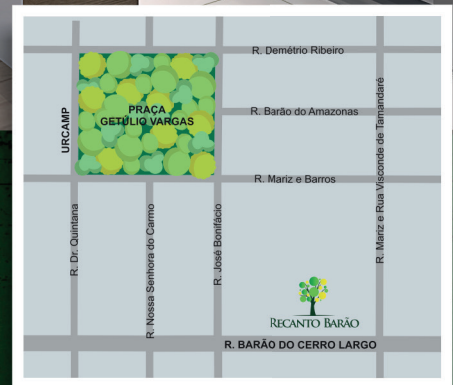 R. Demétrio Ribeiro
PRAÇA
GETÚLIO VARGAS
R. Barão do Amazonas
URCAMP
R. Mariz e Rua Visconde de Tamandaré
R. Mariz e Barros
R. Dr. Quintana
R. Nossa Senhora do Carmo
R. José Bonifácio
RECANTO BARÃO
R. BARÃO DO CERRO LARGO